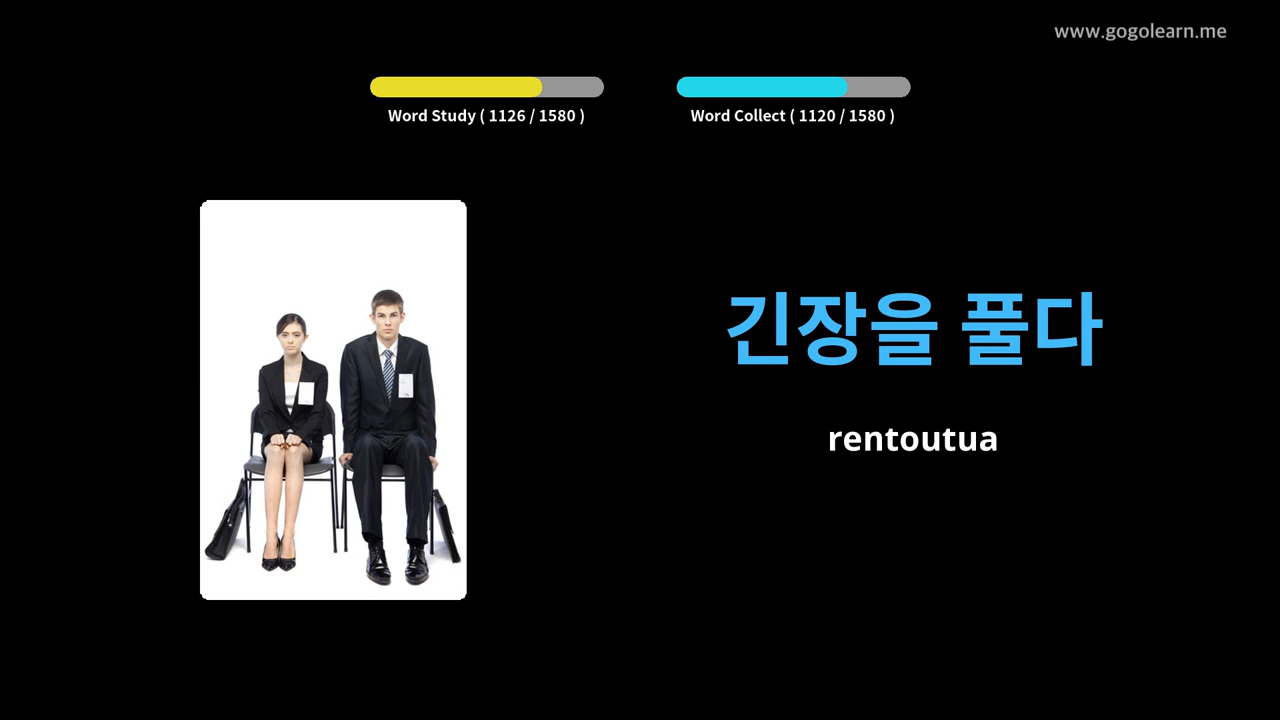 www.gogolearn.me
Word Study ( 1126 / 1580 )
Word Collect ( 1120 / 1580 )
긴장을 풀다
rentoutua